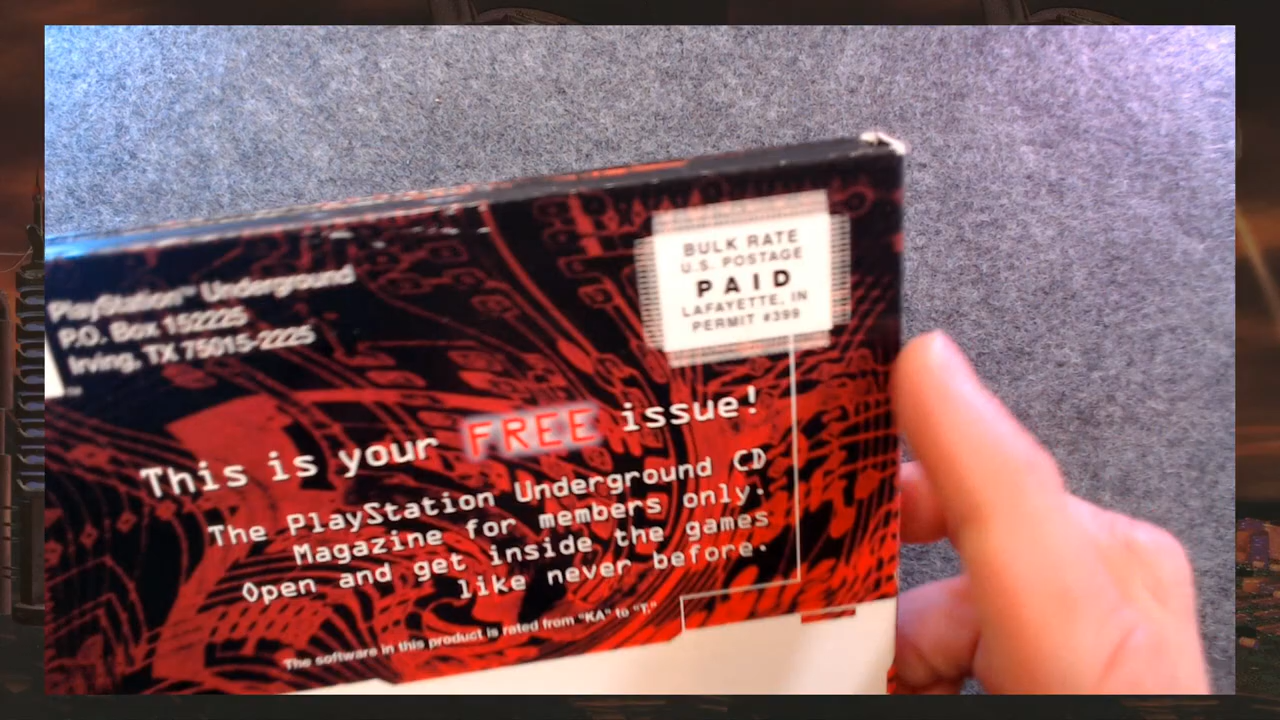 PlayStation™ Underground
P.O. Box 152225
Irving, TX 75015-2225
BULK RATE
U.S. POSTAGE
PAID
LAFAYETTE, IN
PERMIT #399
This is your FREE issue!
The PlayStation Underground CD
Magazine for members only.
Open and get inside the games
like never before.
The software in this product is rated from "KA" to "T."